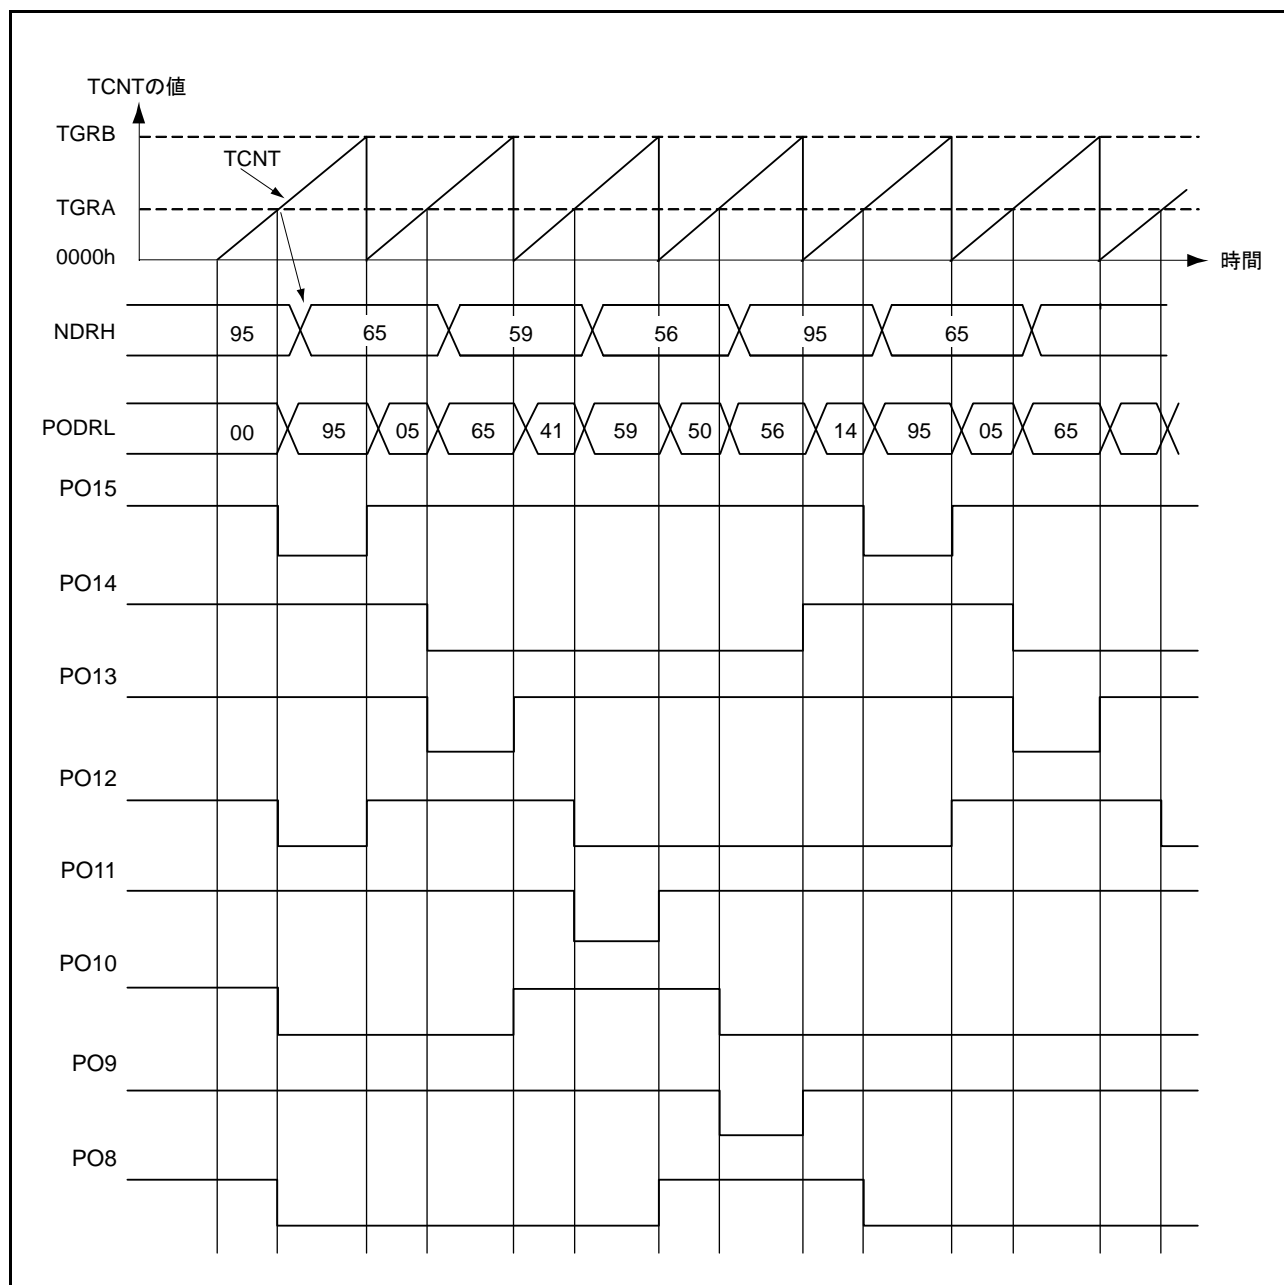 TCNTの値
TGRB
TCNT
TGRA
0000h
時間
NDRH
95 65 59 56 95 65
PODRL
00 95 05 65 41 59 50 56 14 95 05 65
PO15
PO14
PO13
PO12
PO11
PO10
PO9
PO8